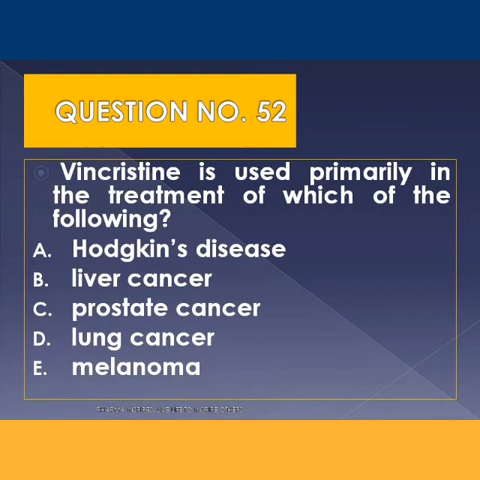 QUESTION NO. 52
Vincristine is used primarily in
the treatment of which of the
following?
A. Hodgkin's disease
B. liver cancer
C. prostate cancer
D. lung cancer
E. melanoma